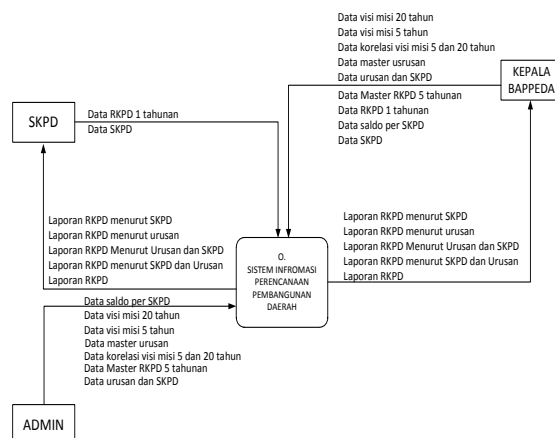 Data visi misi 20 tahun
Data visi misi 5 tahun
Data korelasi visi misi 5 dan 20 tahun
Data master usrusan
Data urusan dan SKPD
Data Master RKPD 5 tahunan
Data RKPD 1 tahunan
Data saldo per SKPD
Data SKPD
KEPALA
BAPPEDA
SKPD
Data RKPD 1 tahunan
Data SKPD
Laporan RKPD menurut SKPD
Laporan RKPD menurut urusan
Laporan RKPD Menurut Urusan dan SKPD
Laporan RKPD menurut SKPD dan Urusan
Laporan RKPD
O.
SISTEM INFROMASI
PERENCANAAN
PEMBANGUNAN
DAERAH
Laporan RKPD menurut SKPD
Laporan RKPD menurut urusan
Laporan RKPD Menurut Urusan dan SKPD
Laporan RKPD menurut SKPD dan Urusan
Laporan RKPD
Data saldo per SKPD
Data visi misi 20 tahun
Data visi misi 5 tahun
Data master urusan
Data korelasi visi misi 5 dan 20 tahun
Data Master RKPD 5 tahunan
Data urusan dan SKPD
ADMIN